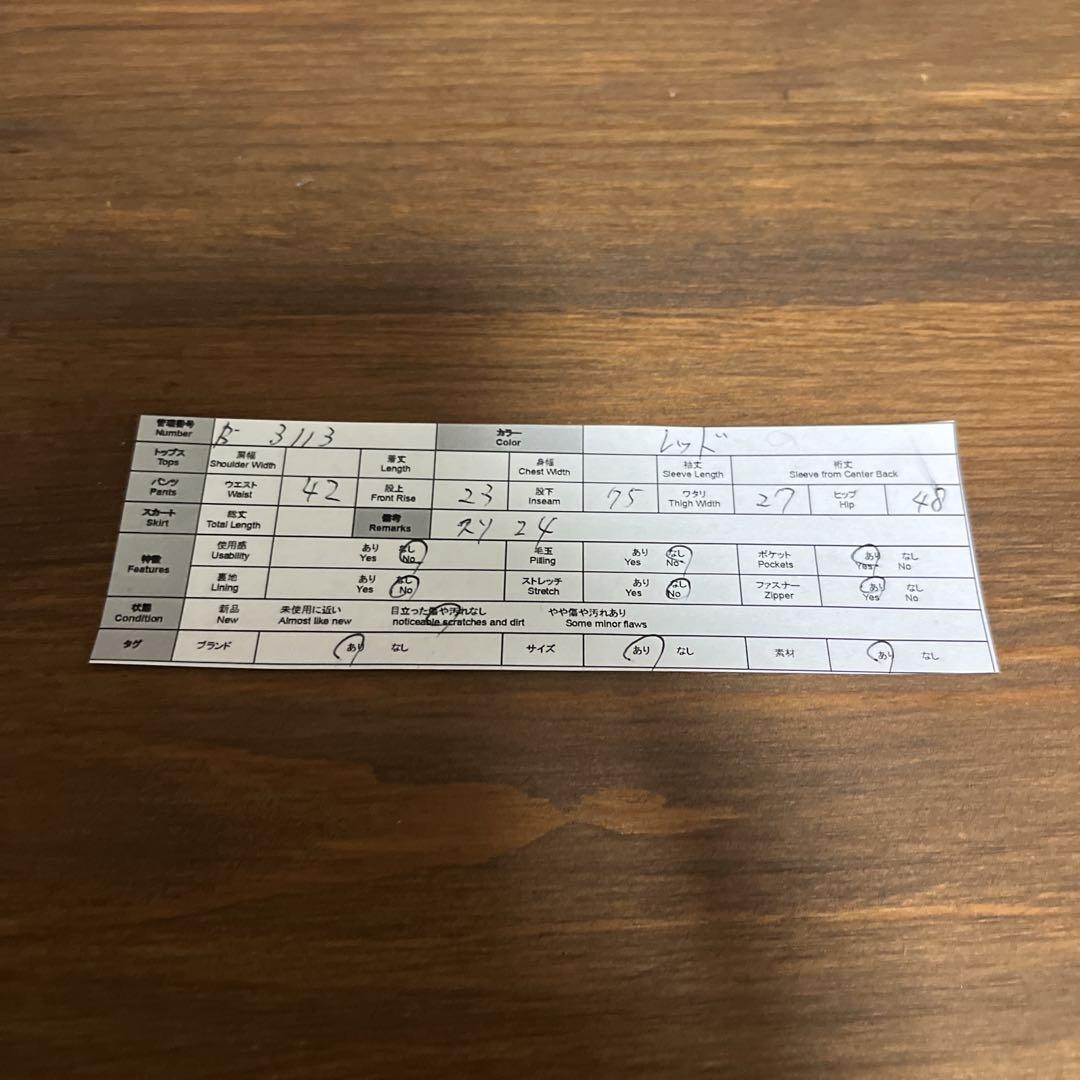 管理番号 B 3113 カラー レッド
Number Color
トップス 肩幅 着丈 身幅 袖丈 裄丈
Tops Shoulder Width Length Chest Width Sleeve Length Sleeve from Center Back
パンツ ウエスト 42 股上 23 股下 75 ワタリ 27 ヒップ 48
Pants Waist Front Rise Inseam Thigh Width Hip
スカート 総丈 備考 スソ 24
Skirt Total Length Remarks
特徴 使用感 あり なし 毛玉 あり なし ポケット あり なし
Features Usability Yes No Pilling Yes No Pockets Yes No
裏地 あり なし ストレッチ あり なし ファスナー あり なし
Lining Yes No Stretch Yes No Zipper Yes No
状態 新品 未使用に近い 目立った傷や汚れなし やや傷や汚れあり
Condition New Almost like new noticeable scratches and dirt Some minor flaws
タグ ブランド あり なし サイズ あり なし 素材 あり なし